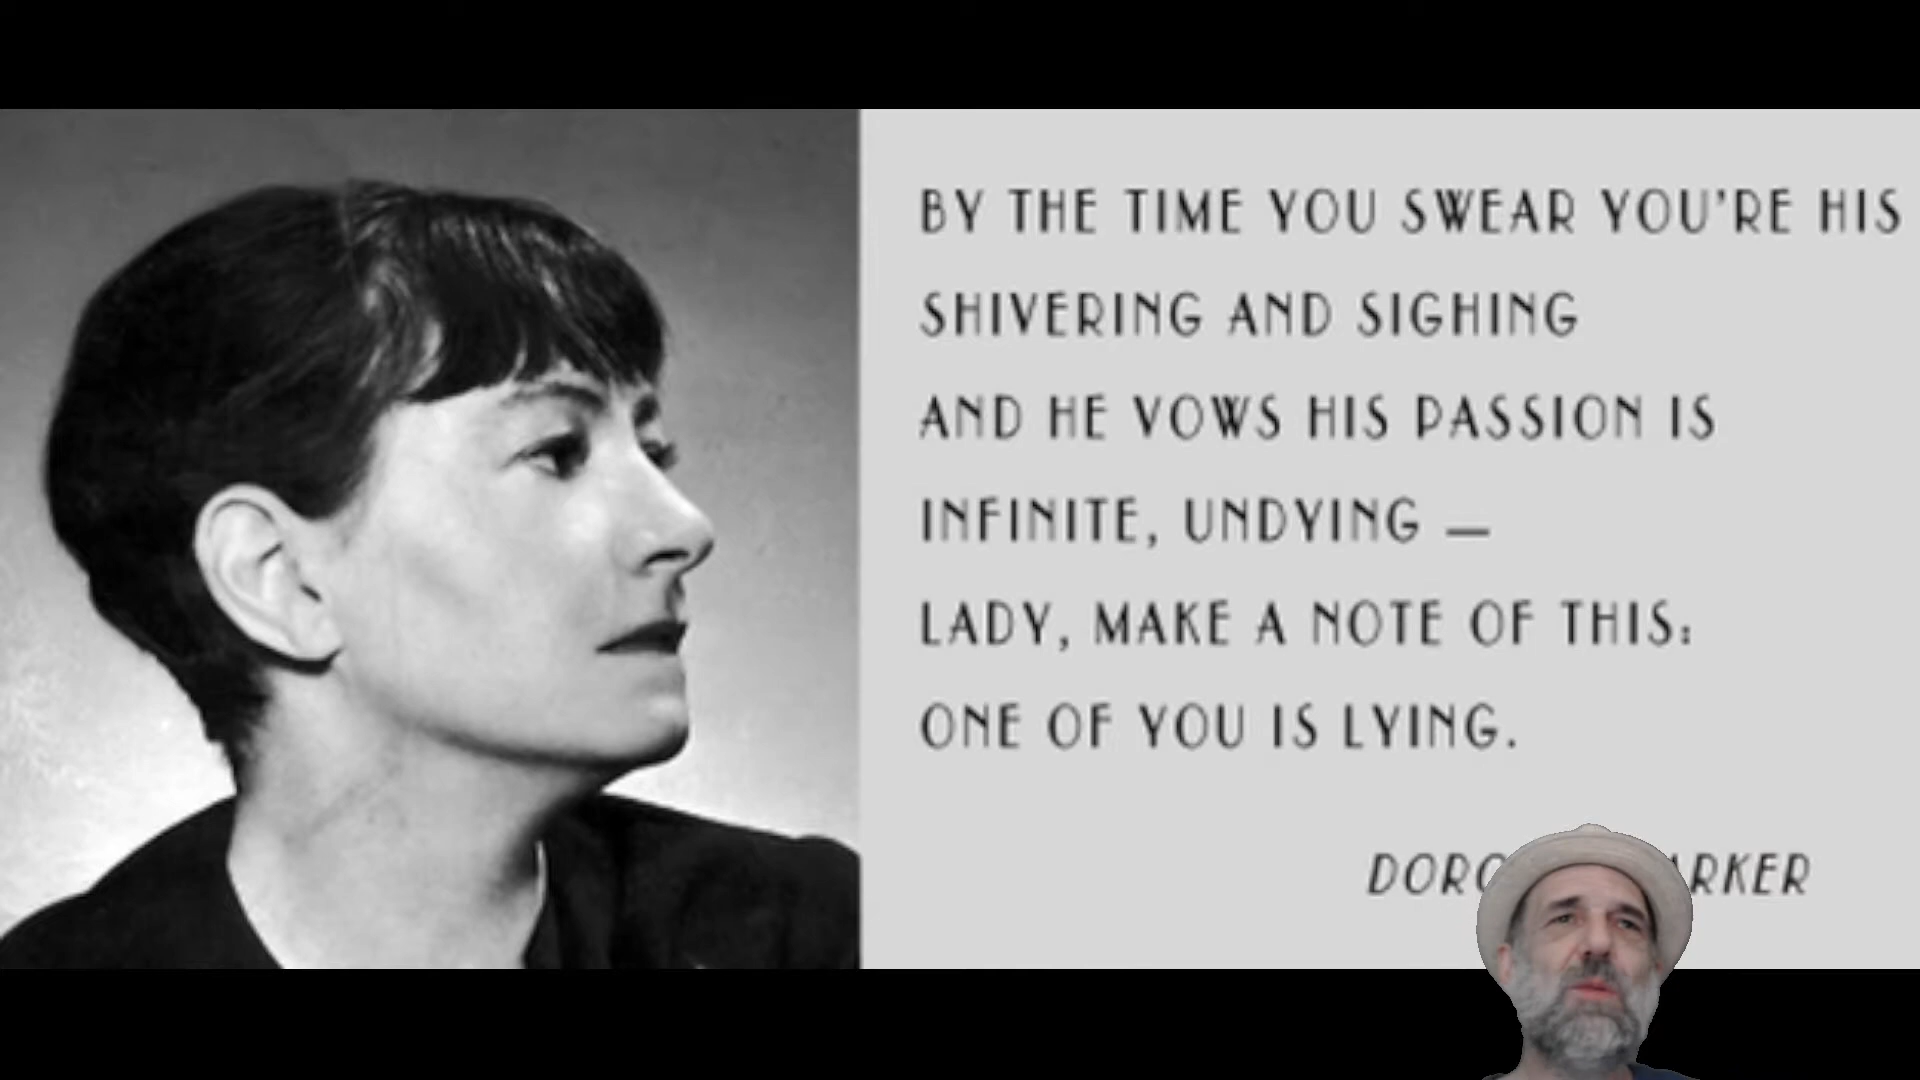 BY THE TIME YOU SWEAR YOU'RE HIS
SHIVERING AND SIGHING
AND HE VOWS HIS PASSION IS
INFINITE, UNDYING —
LADY, MAKE A NOTE OF THIS:
ONE OF YOU IS LYING.